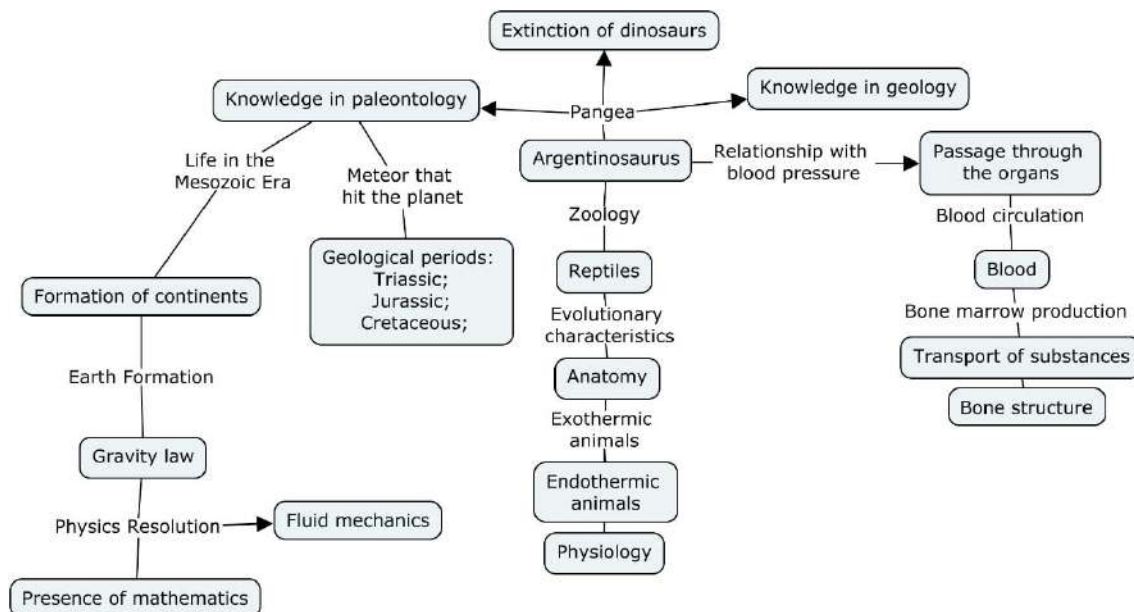 Extinction of dinosaurs
Knowledge in paleontology
Knowledge in geology
Pangea
Life in the
Mesozoic Era
Meteor that
hit the planet
Argentinosaurus
Relationship with
blood pressure
Passage through
the organs
Zoology
Blood circulation
Geological periods:
Triassic;
Jurassic;
Cretaceous;
Reptiles
Blood
Formation of continents
Evolutionary
characteristics
Bone marrow production
Earth Formation
Anatomy
Transport of substances
Exothermic
animals
Bone structure
Gravity law
Endothermic
animals
Physics Resolution
Fluid mechanics
Physiology
Presence of mathematics